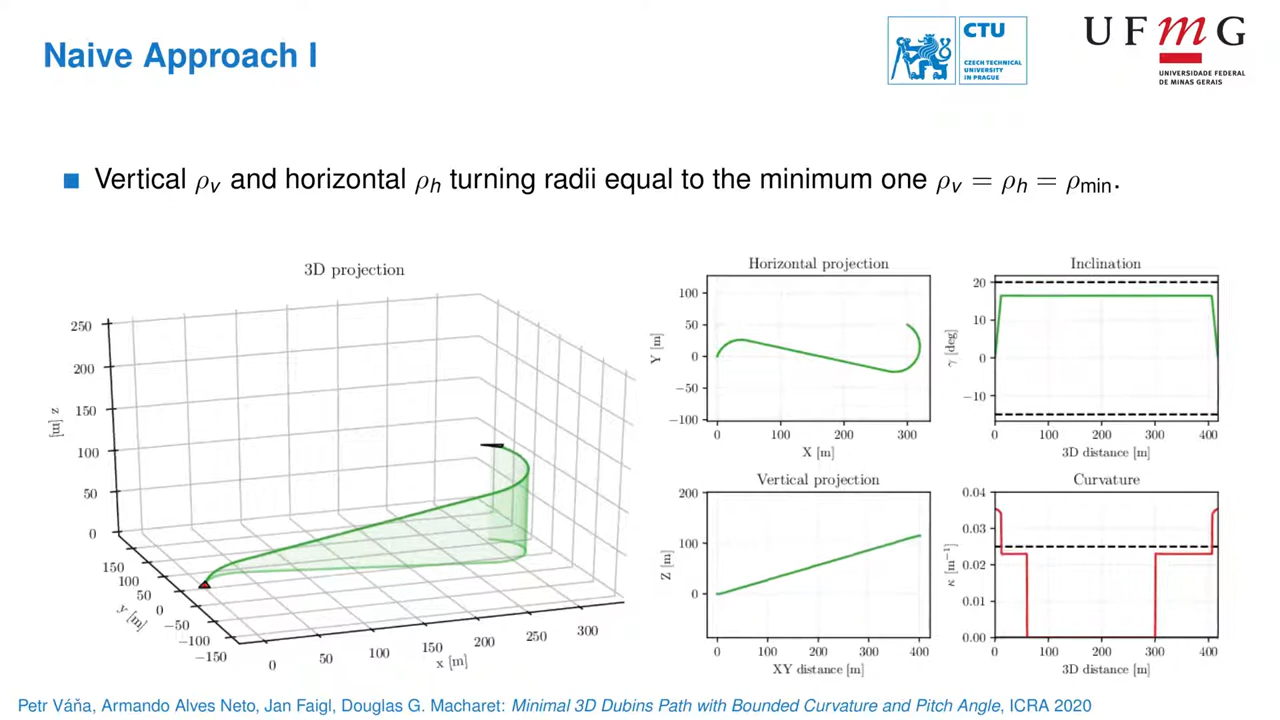 Naive Approach I
CTU
CZECH TECHNICAL
UNIVERSITY
IN PRAGUE
UFmG
UNIVERSIDADE FEDERAL
DE MINAS GERAIS
Vertical ρv and horizontal ρh turning radii equal to the minimum one ρv = ρh = ρmin.
3D projection
250
200
150
100
50
0
[m] z
150
100
50
0
−50
−100
−150
y [m]
0
50
100
150
200
250
300
x [m]
Horizontal projection
100
50
0
−50
−100
Y [m]
0
100
200
300
X [m]
Inclination
20
0
−10
γ [deg]
0
100
200
300
400
3D distance [m]
Vertical projection
200
100
0
Z [m]
0
100
200
300
400
XY distance [m]
Curvature
0.04
0.03
0.02
0.01
0.00
κ [m⁻¹]
0
100
200
300
400
3D distance [m]
Petr Váňa, Armando Alves Neto, Jan Faigl, Douglas G. Macharet: Minimal 3D Dubins Path with Bounded Curvature and Pitch Angle, ICRA 2020